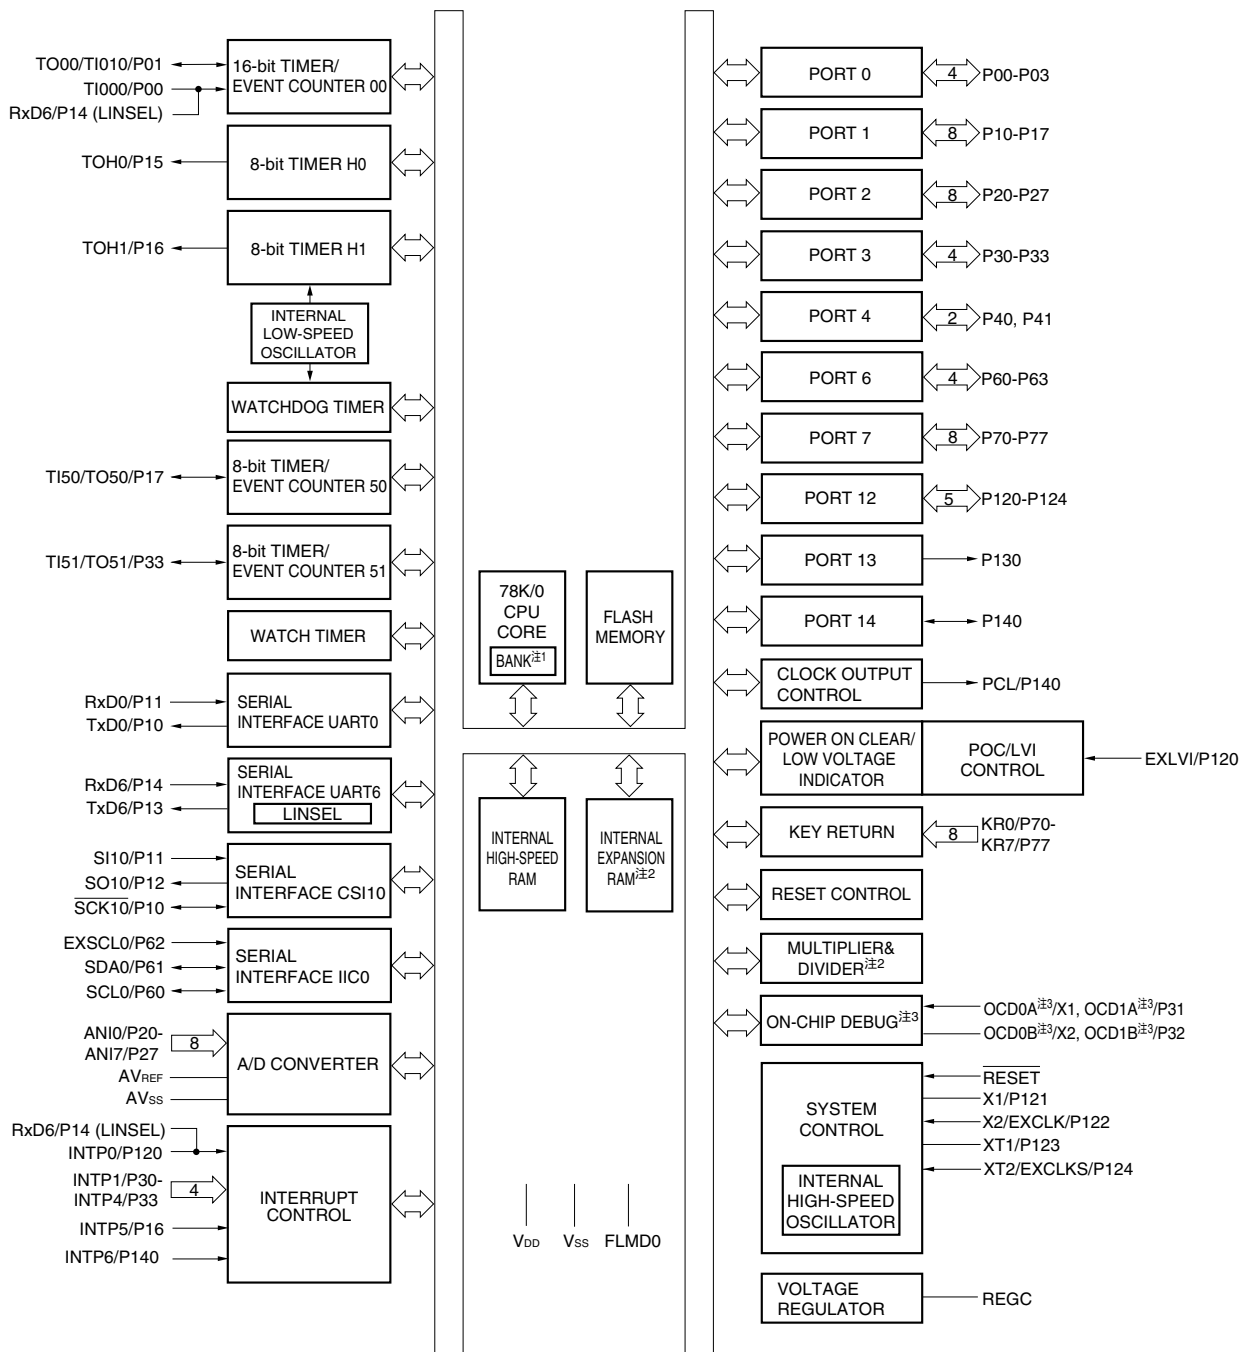 TO00/TI010/P01
TI000/P00
RxD6/P14 (LINSEL)
16-bit TIMER/
EVENT COUNTER 00
TOH0/P15
8-bit TIMER H0
TOH1/P16
8-bit TIMER H1
INTERNAL
LOW-SPEED
OSCILLATOR
WATCHDOG TIMER
TI50/TO50/P17
8-bit TIMER/
EVENT COUNTER 50
TI51/TO51/P33
8-bit TIMER/
EVENT COUNTER 51
WATCH TIMER
RxD0/P11
TxD0/P10
SERIAL
INTERFACE UART0
RxD6/P14
TxD6/P13
SERIAL
INTERFACE UART6
LINSEL
SI10/P11
SO10/P12
SCK10/P10
SERIAL
INTERFACE CSI10
EXSCL0/P62
SDA0/P61
SCL0/P60
SERIAL
INTERFACE IIC0
ANI0/P20-
ANI7/P27
8
AVREF
AVSS
A/D CONVERTER
RxD6/P14 (LINSEL)
INTP0/P120
INTP1/P30-
INTP4/P33
4
INTP5/P16
INTP6/P140
INTERRUPT
CONTROL
78K/0
CPU
CORE
BANK注1
FLASH
MEMORY
INTERNAL
HIGH-SPEED
RAM
INTERNAL
EXPANSION
RAM注2
VDD
VSS
FLMD0
PORT 0
4
P00-P03
PORT 1
8
P10-P17
PORT 2
8
P20-P27
PORT 3
4
P30-P33
PORT 4
2
P40, P41
PORT 6
4
P60-P63
PORT 7
8
P70-P77
PORT 12
5
P120-P124
PORT 13
P130
PORT 14
P140
CLOCK OUTPUT
CONTROL
PCL/P140
POWER ON CLEAR/
LOW VOLTAGE
INDICATOR
POC/LVI
CONTROL
EXLVI/P120
KEY RETURN
8
KR0/P70-
KR7/P77
RESET CONTROL
MULTIPLIER&
DIVIDER注2
ON-CHIP DEBUG注3
OCD0A注3/X1, OCD1A注3/P31
OCD0B注3/X2, OCD1B注3/P32
SYSTEM
CONTROL
INTERNAL
HIGH-SPEED
OSCILLATOR
RESET
X1/P121
X2/EXCLK/P122
XT1/P123
XT2/EXCLKS/P124
VOLTAGE
REGULATOR
REGC